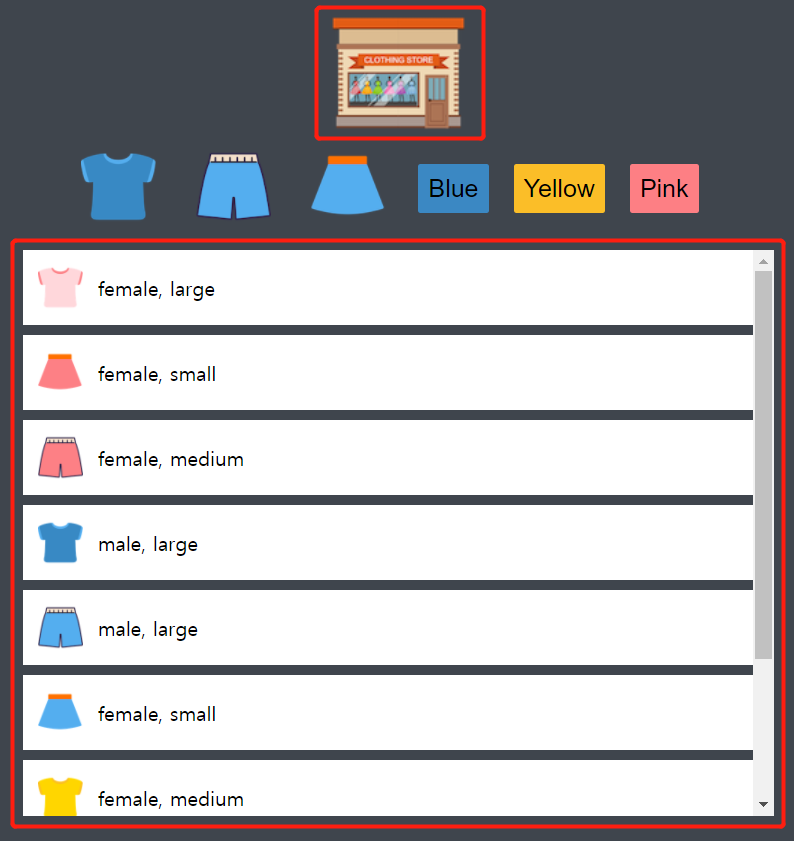 CLOTHING STORE
Blue
Yellow
Pink
female, large
female, small
female, medium
male, large
male, large
female, small
female, medium